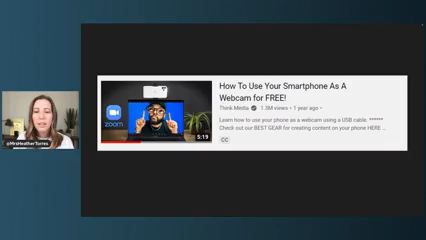 How To Use Your Smartphone As A
Webcam for FREE!
Think Media 1.3M views • 1 year ago •
Learn how to use your phone as a webcam using a USB cable. ******
Check out our BEST GEAR for creating content on your phone HERE ...
CC
zoom
5:19
@MrsHeatherTorres